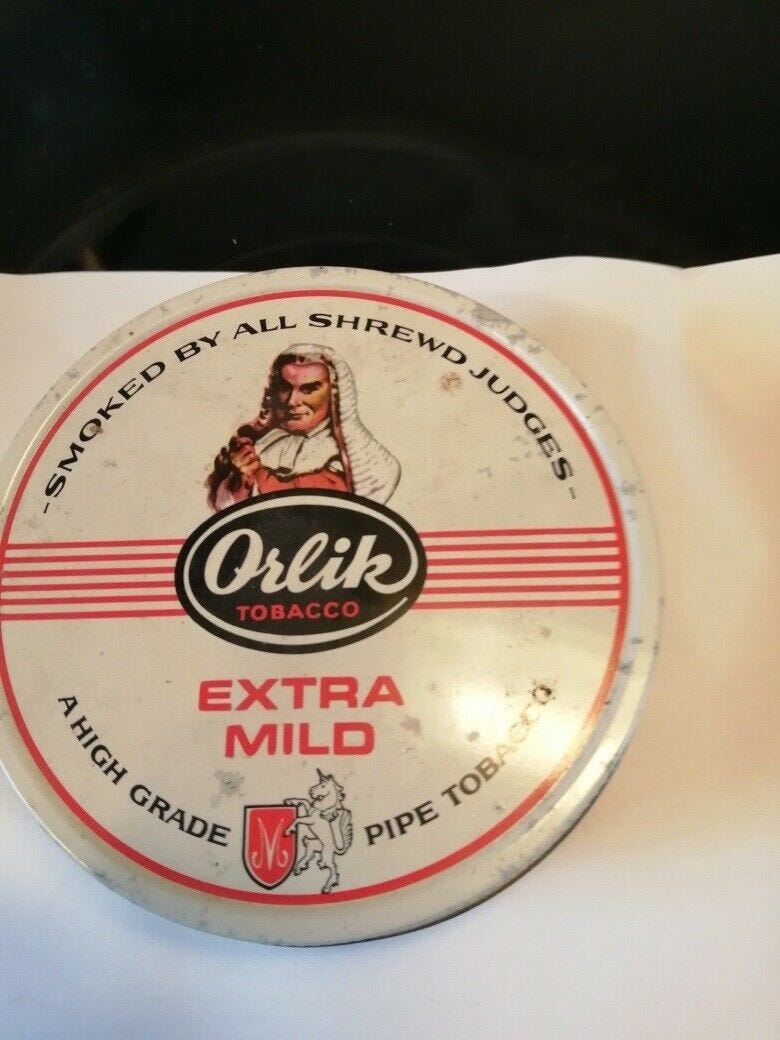 -SMOKED BY ALL SHREWD JUDGES-
Orlik
TOBACCO
EXTRA
MILD
A HIGH GRADE PIPE TOBACCO
M